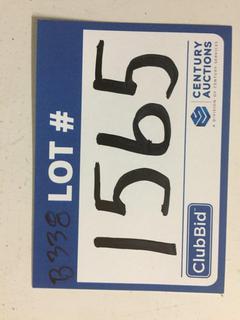 B338 LOT #
1565
CENTURY
AUCTIONS
A DIVISION OF CENTURY SERVICES
ClubBid